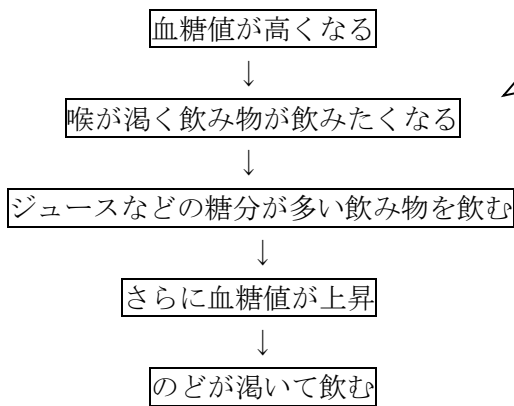 血糖値が高くなる
↓
喉が渇く飲み物が飲みたくなる
↓
ジュースなどの糖分が多い飲み物を飲む
↓
さらに血糖値が上昇
↓
のどが渇いて飲む